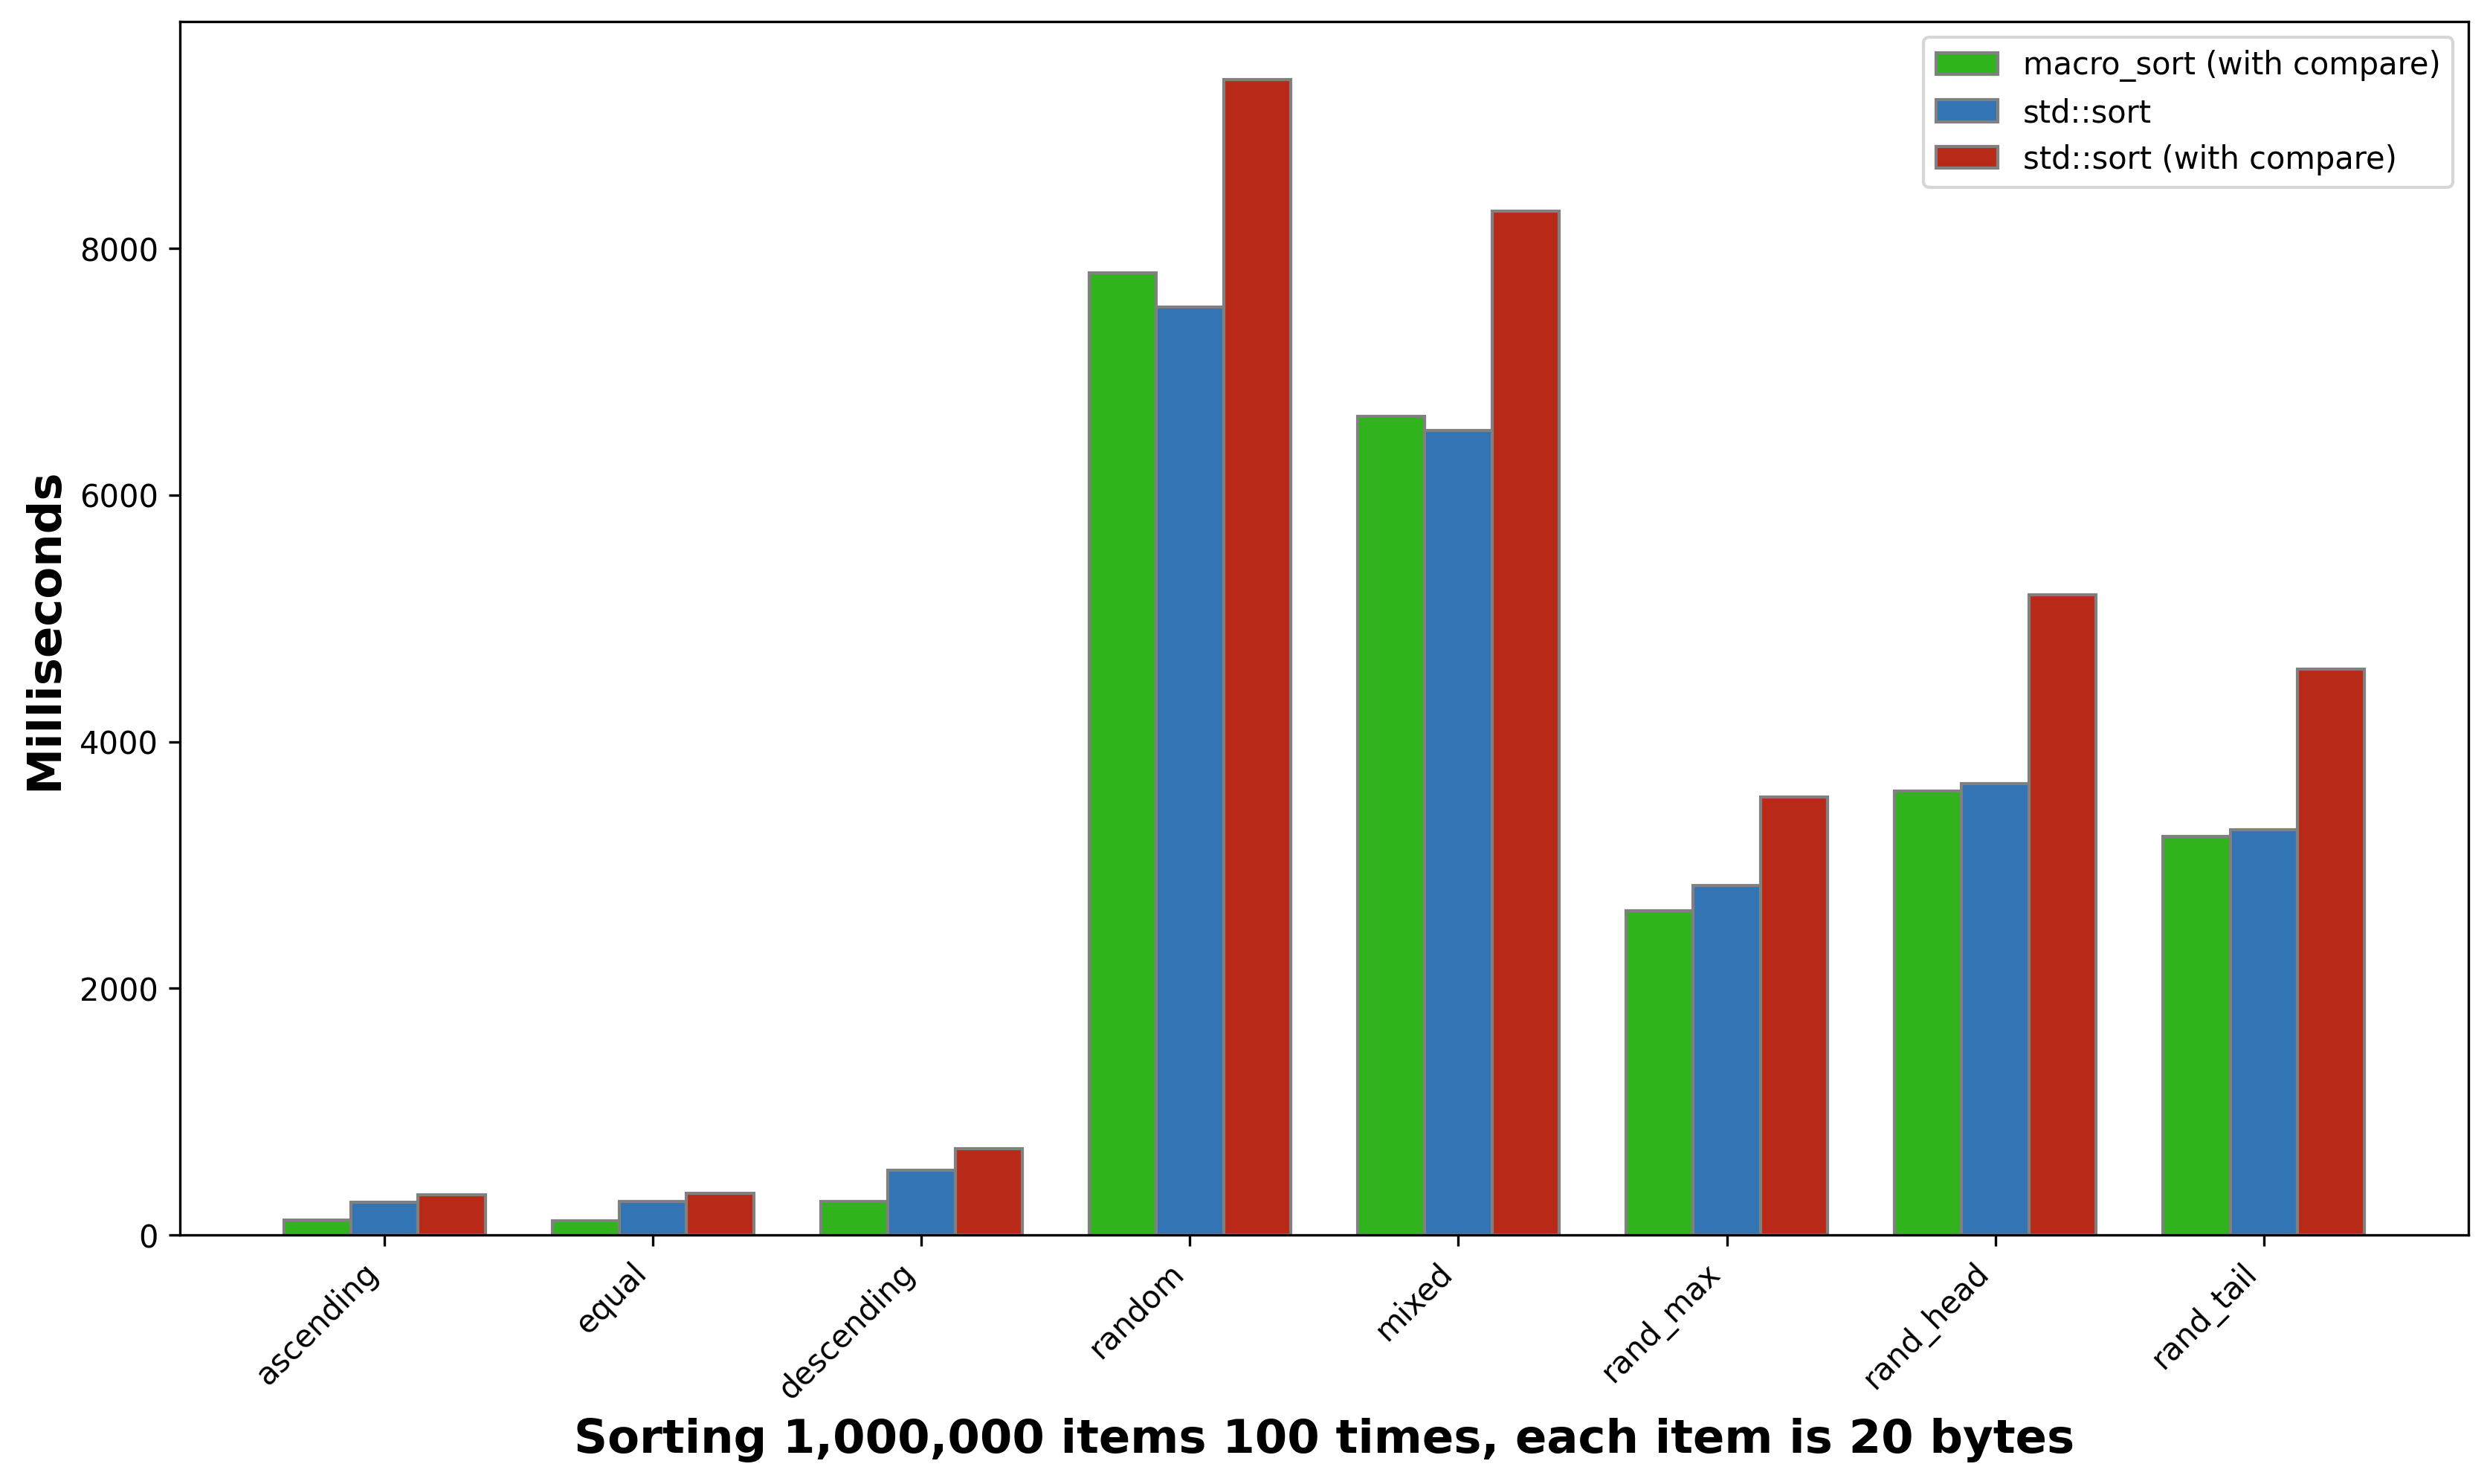 macro_sort (with compare)
std::sort
std::sort (with compare)
Milliseconds
8000
6000
4000
2000
0
ascending
equal
descending
random
mixed
rand_max
rand_head
rand_tail
Sorting 1,000,000 items 100 times, each item is 20 bytes